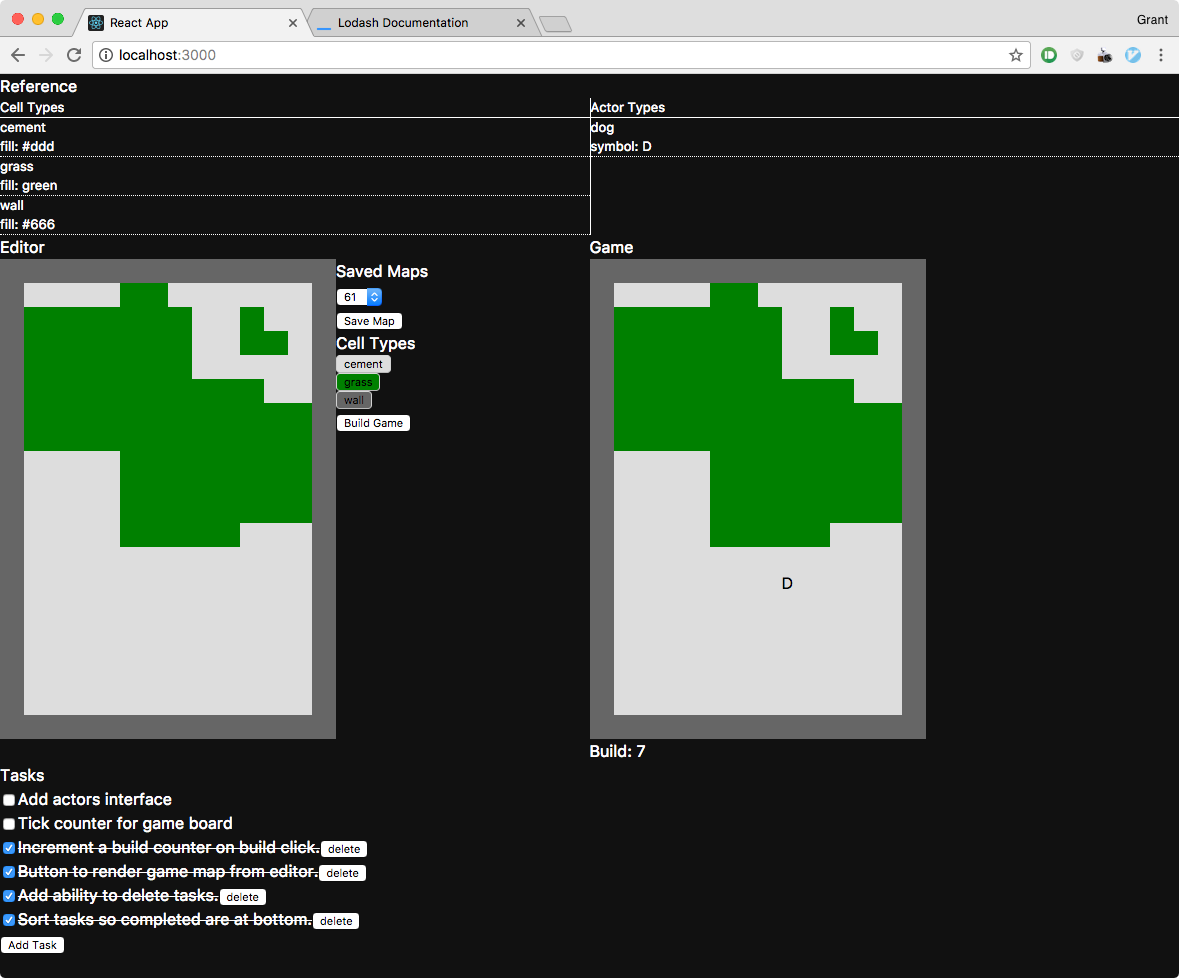 React App
Lodash Documentation
Grant
localhost:3000
Reference
Cell Types
Actor Types
cement
fill: #ddd
dog
symbol: D
grass
fill: green
wall
fill: #666
Editor
Game
Saved Maps
61
Save Map
Cell Types
cement
grass
wall
Build Game
D
Build: 7
Tasks
Add actors interface
Tick counter for game board
Increment a build counter on build click. delete
Button to render game map from editor. delete
Add ability to delete tasks. delete
Sort tasks so completed are at bottom. delete
Add Task